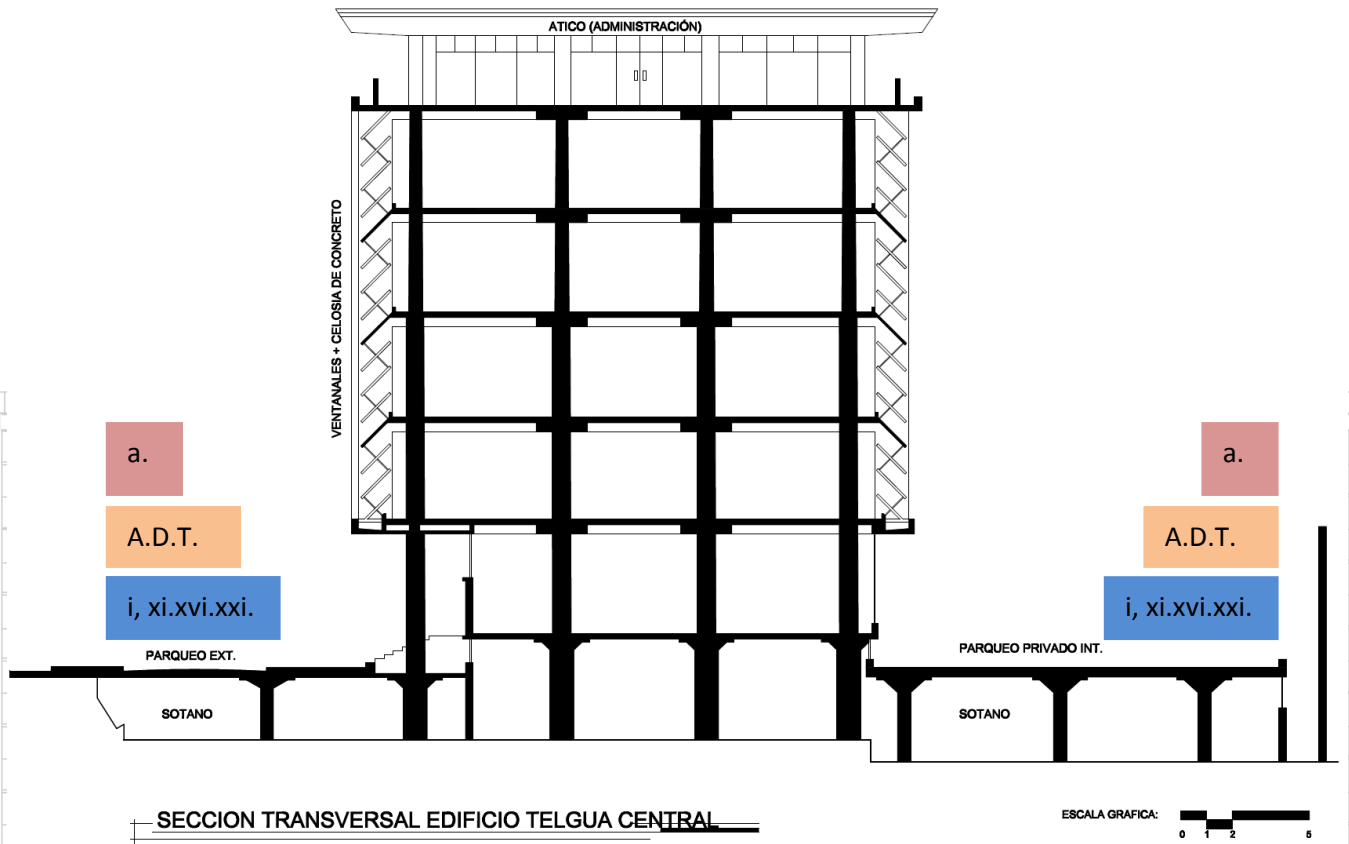 ATICO (ADMINISTRACIÓN)
VENTANALES + CELOSIA DE CONCRETO
a.
a.
A.D.T.
A.D.T.
i, xi.xvi.xxi.
i, xi.xvi.xxi.
PARQUEO EXT.
PARQUEO PRIVADO INT.
SOTANO
SOTANO
SECCION TRANSVERSAL EDIFICIO TELGUA CENTRAL
ESCALA GRAFICA:
0 1 2 5